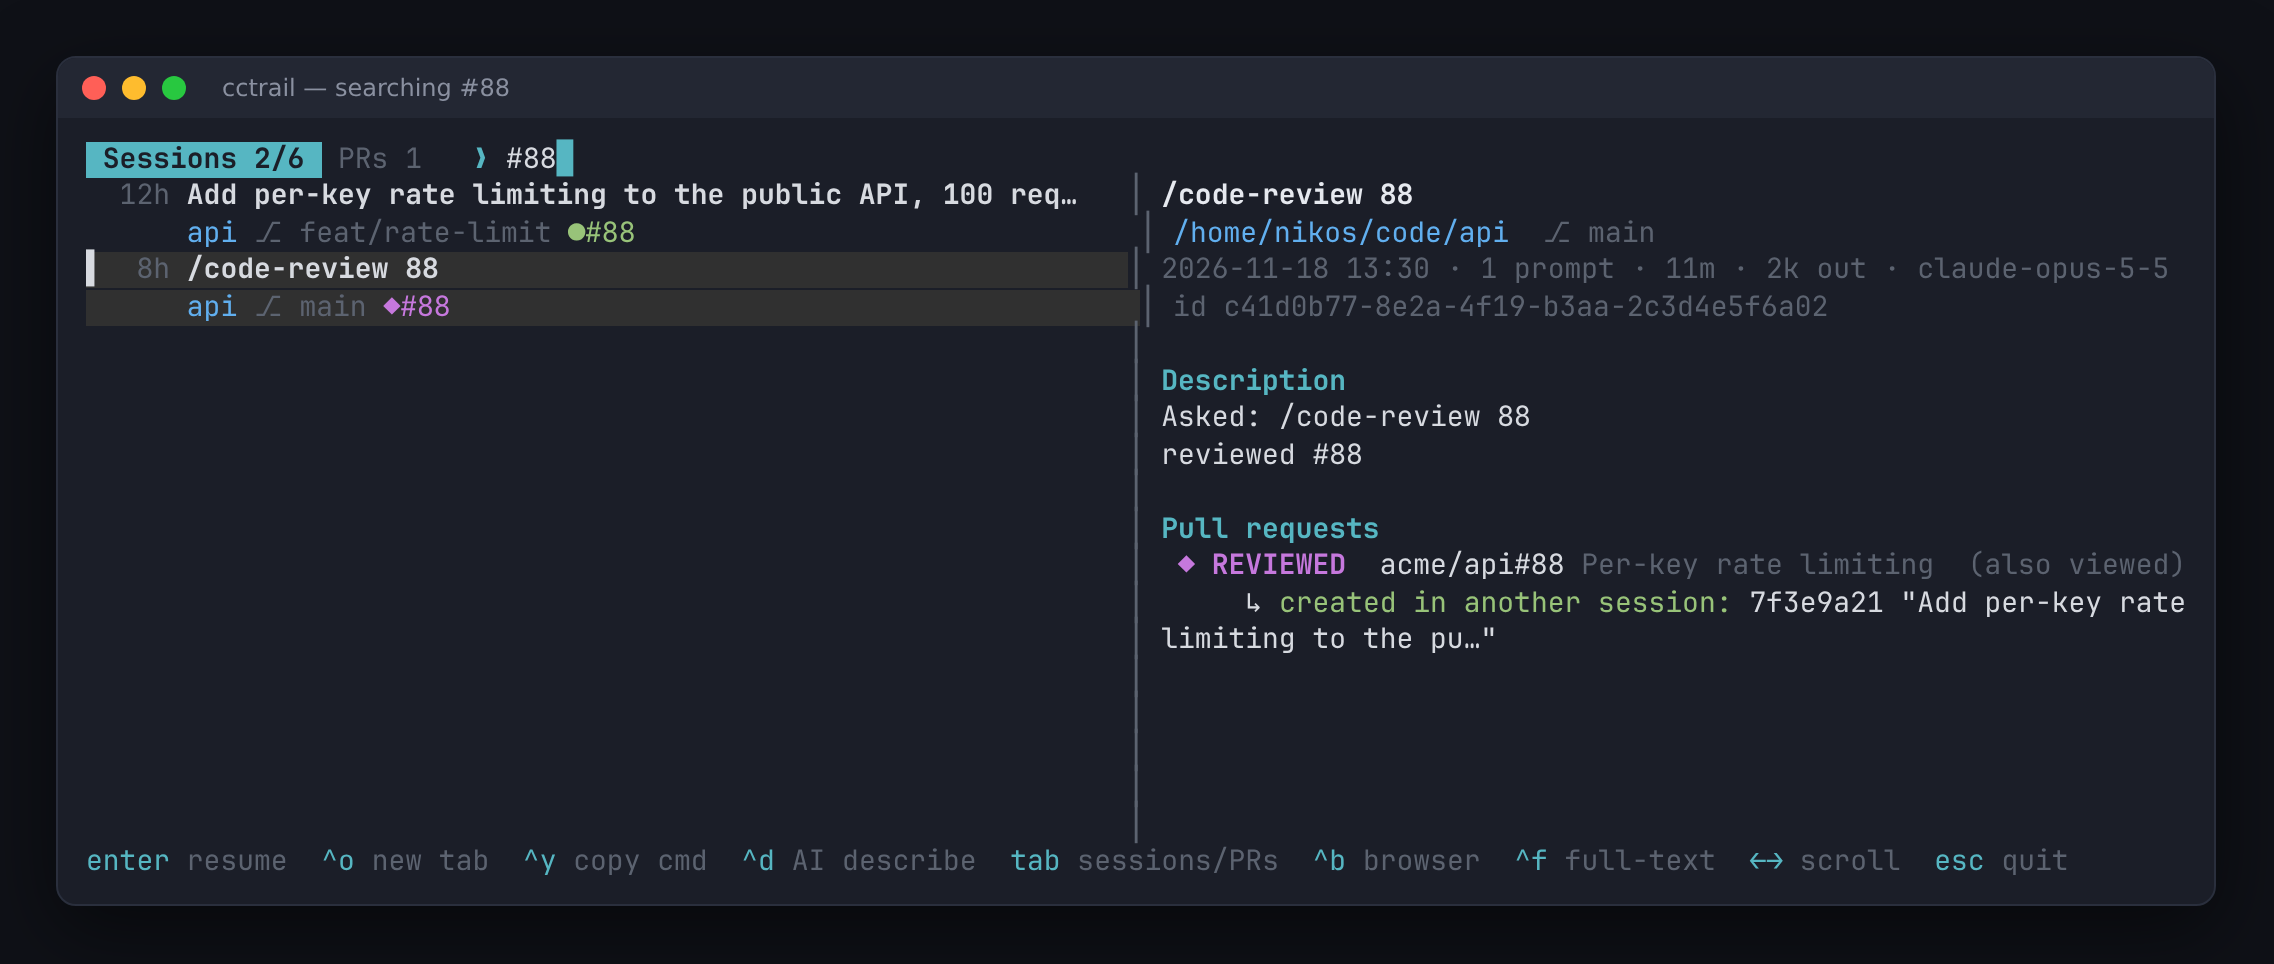 cctrail — searching #88
Sessions 2/6 PRs 1 ❯ #88
12h Add per-key rate limiting to the public API, 100 req…
api ⎇ feat/rate-limit ●#88
8h /code-review 88
api ⎇ main ◆#88
/code-review 88
/home/nikos/code/api ⎇ main
2026-11-18 13:30 · 1 prompt · 11m · 2k out · claude-opus-5-5
id c41d0b77-8e2a-4f19-b3aa-2c3d4e5f6a02
Description
Asked: /code-review 88
reviewed #88
Pull requests
◆ REVIEWED acme/api#88 Per-key rate limiting (also viewed)
↳ created in another session: 7f3e9a21 "Add per-key rate
limiting to the pu…"
enter resume ^o new tab ^y copy cmd ^d AI describe tab sessions/PRs ^b browser ^f full-text ←→ scroll esc quit